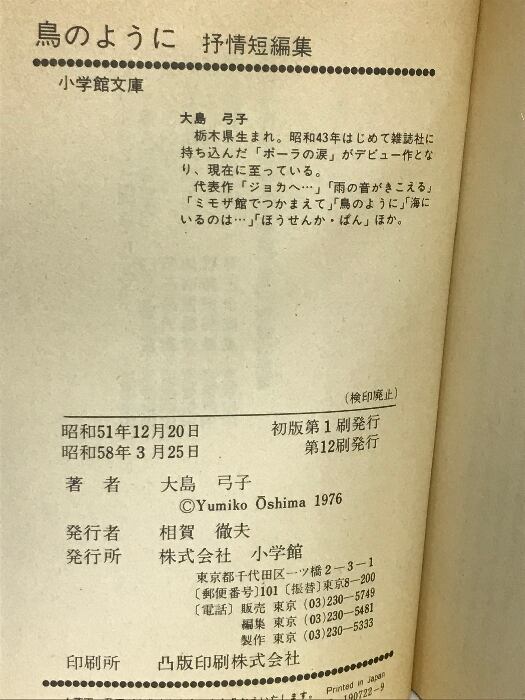 鳥のように 抒情短編集
小学館文庫
大島 弓子
栃木県生まれ。昭和43年はじめて雑誌社に
持ち込んだ「ポーラの涙」がデビュー作とな
り、現在に至っている。
代表作「ジョカへ…」「雨の音がきこえる」
「ミモザ館でつかまえて」「鳥のように」「海に
いるのは…」「ほうせんか・ぱん」ほか。
(検印廃止)
昭和51年12月20日 初版第1刷発行
昭和58年3月25日 第12刷発行
著者 大島 弓子
©Yumiko Ōshima 1976
発行者 相賀 徹夫
発行所 株式会社 小学館
東京都千代田区一ツ橋2-3-1
〔郵便番号〕101〔振替〕東京8-200
〔電話〕販売 東京 (03)230-5749
編集 東京 (03)230-5481
製作 東京 (03)230-5333
印刷所 凸版印刷株式会社
Printed in Japan
190722-9